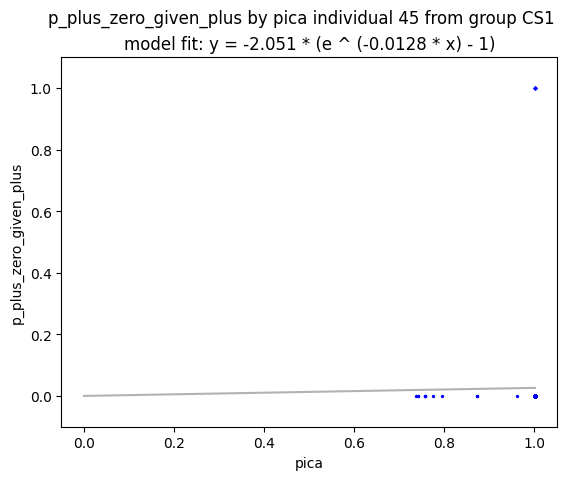 p_plus_zero_given_plus by pica individual 45 from group CS1
model fit: y = -2.051 * (e ^ (-0.0128 * x) - 1)
1.0
0.8
0.6
0.4
0.2
0.0
p_plus_zero_given_plus
0.0 0.2 0.4 0.6 0.8 1.0
pica